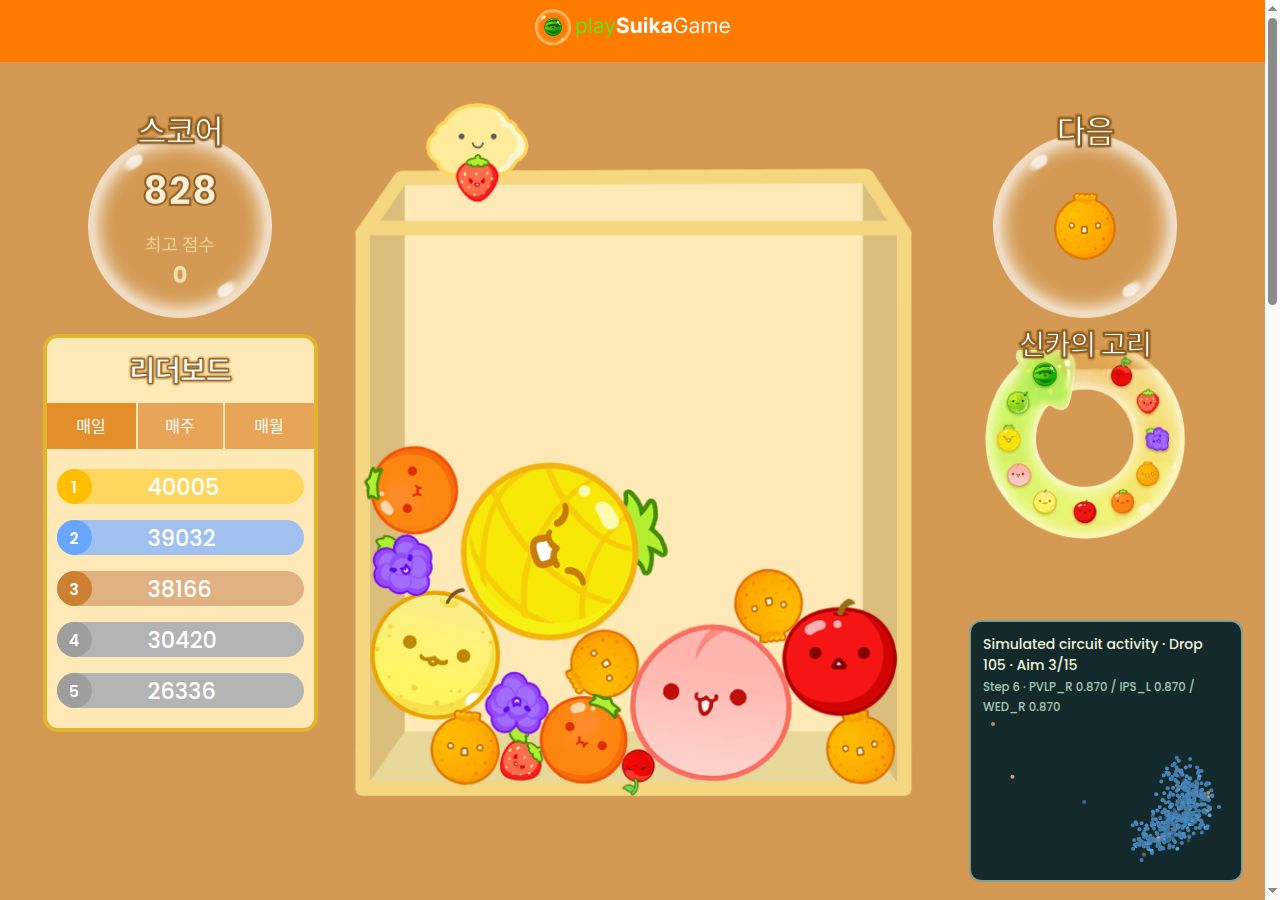 playSuikaGame
스코어
828
최고 점수
0
다음
신카의 고리
리더보드
매일
매주
매월
1 40005
2 39032
3 38166
4 30420
5 26336
Simulated circuit activity · Drop
105 · Aim 3/15
Step 6 · PVLP_R 0.870 / IPS_L 0.870 /
WED_R 0.870